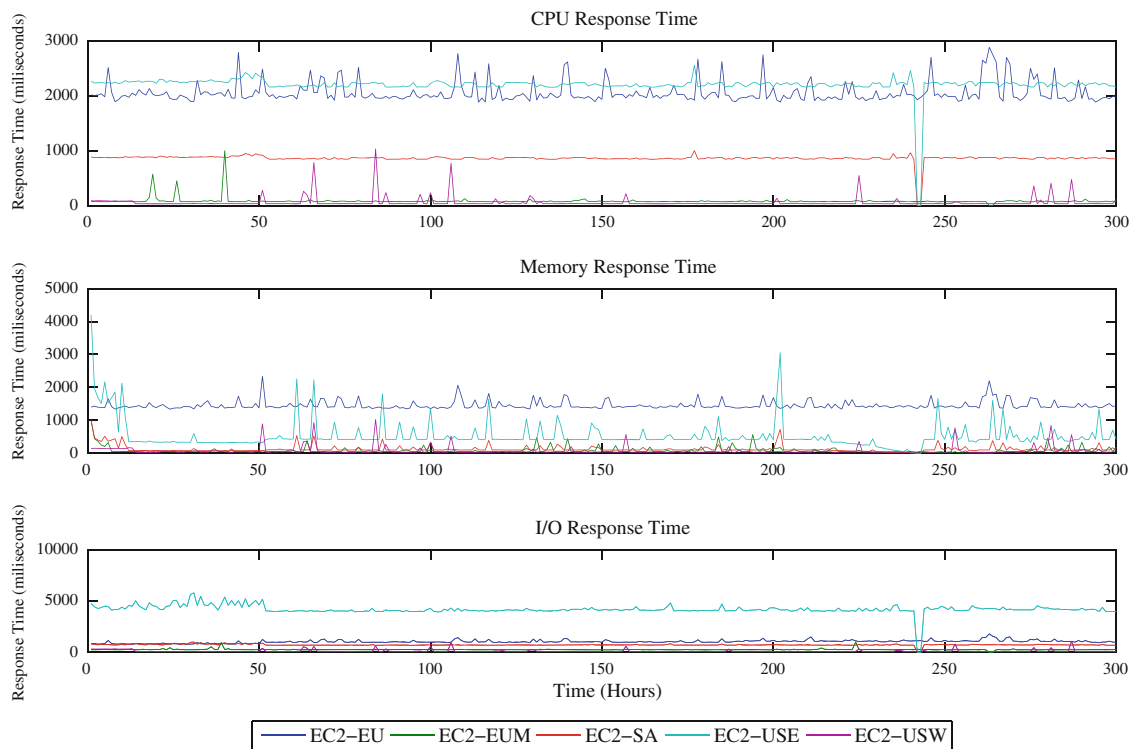 CPU Response Time
Response Time (miliseconds)
3000
2000
1000
0
0 50 100 150 200 250 300
Memory Response Time
Response Time (miliseconds)
5000
4000
3000
2000
1000
0
0 50 100 150 200 250 300
I/O Response Time
Response Time (miliseconds)
10000
5000
0
0 50 100 150 200 250 300
Time (Hours)
EC2-EU EC2-EUM EC2-SA EC2-USE EC2-USW